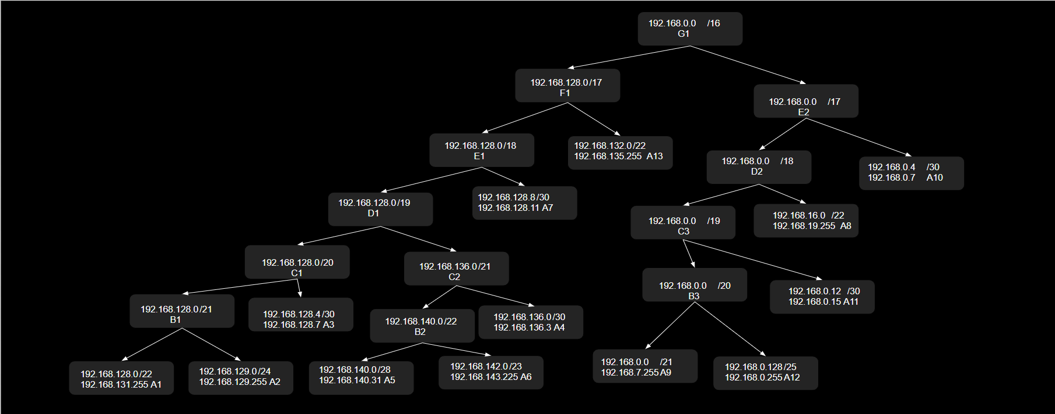 192.168.0.0 /16
G1
192.168.128.0/17
F1
192.168.0.0 /17
E2
192.168.128.0/18
E1
192.168.132.0/22
192.168.135.255 A13
192.168.0.0 /18
D2
192.168.0.4 /30
192.168.0.7 A10
192.168.128.0/19
D1
192.168.128.8/30
192.168.128.11 A7
192.168.0.0 /19
C3
192.168.16.0 /22
192.168.19.255 A8
192.168.128.0/20
C1
192.168.136.0/21
C2
192.168.0.0 /20
B3
192.168.0.12 /30
192.168.0.15 A11
192.168.128.0/21
B1
192.168.128.4/30
192.168.128.7 A3
192.168.140.0/22
B2
192.168.136.0/30
192.168.136.3 A4
192.168.128.0/22
192.168.131.255 A1
192.168.129.0/24
192.168.129.255 A2
192.168.140.0/28
192.168.140.31 A5
192.168.142.0/23
192.168.143.225 A6
192.168.0.0 /21
192.168.7.255 A9
192.168.0.128/25
192.168.0.255 A12